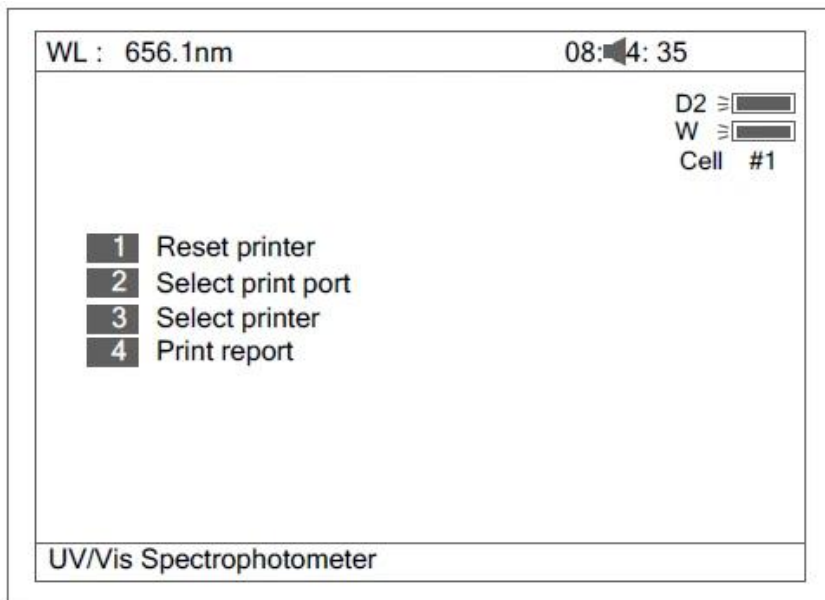 WL : 656.1nm 08: 4: 35
D2
W
Cell #1
1 Reset printer
2 Select print port
3 Select printer
4 Print report
UV/Vis Spectrophotometer